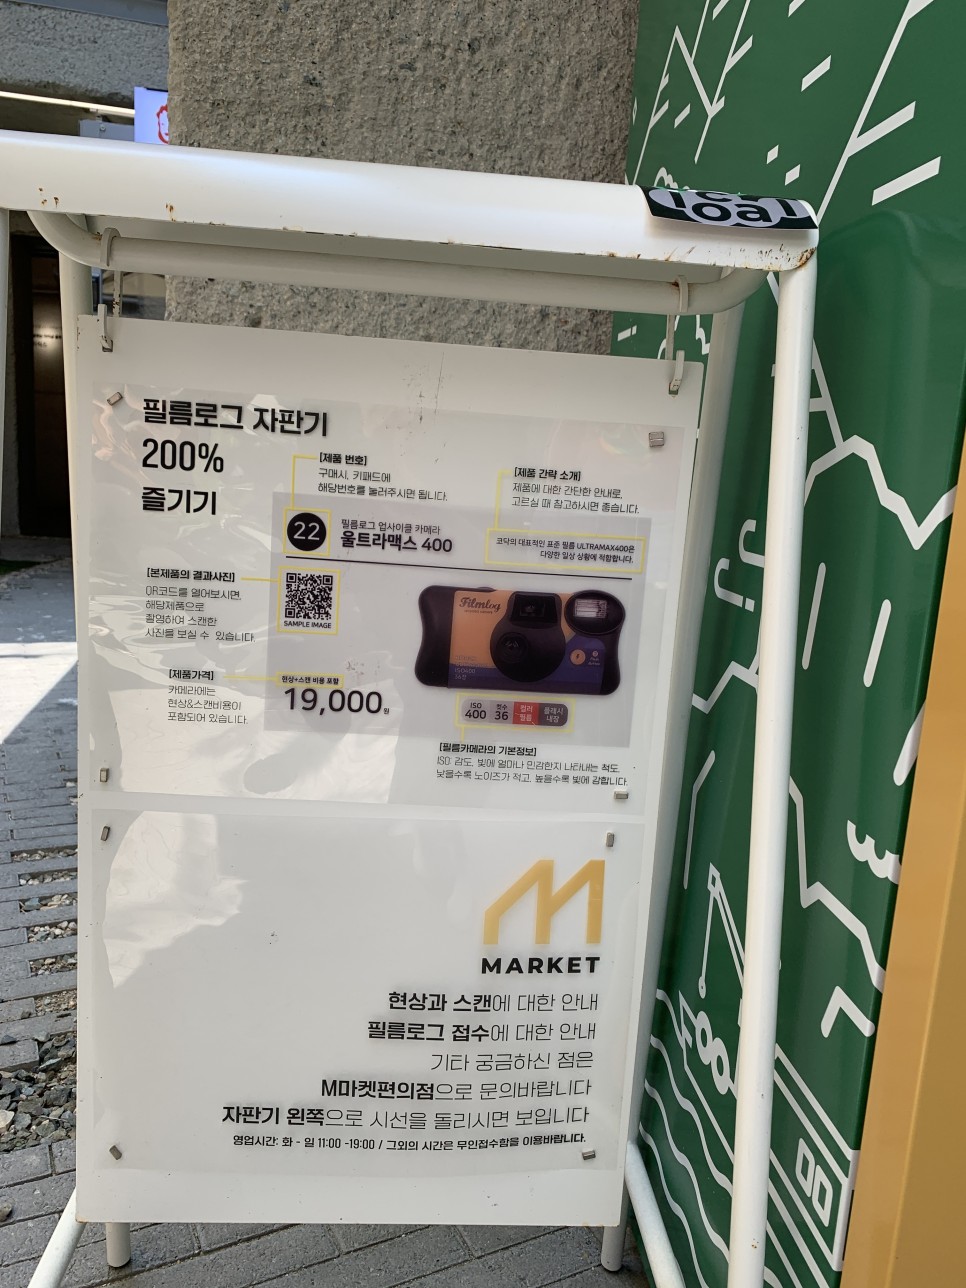 필름로그 자판기
200%
즐기기
[제품 번호]
구매시, 키패드에
해당번호를 눌러주시면 됩니다.
[제품 간략 소개]
제품에 대한 간단한 안내로,
고르실 때 참고하시면 좋습니다.
22
필름로그 업사이클 카메라
울트라맥스 400
코닥의 대표적인 표준 필름 ULTRAMAX400은
다양한 일상 상황에 적합합니다.
[본제품의 결과사진]
QR코드를 열어보시면,
해당제품으로
촬영하여 스캔한
사진를 보실 수 있습니다.
SAMPLE IMAGE
Filmlog
[제품가격]
카메라에는
현상&스캔비용이
포함되어 있습니다.
현상+스캔 비용 포함
19,000원
ISO 400
컷수 36
컬러 필름
플래시 내장
[필름카메라의 기본정보]
ISO: 감도, 빛에 얼마나 민감한지 나타내는 척도.
낮을수록 노이즈가 적고, 높을수록 빛에 강합니다.
MARKET
현상과 스캔에 대한 안내
필름로그 접수에 대한 안내
기타 궁금하신 점은
M마켓편의점으로 문의바랍니다
자판기 왼쪽으로 시선을 돌리시면 보입니다
영업시간: 화 - 일 11:00 -19:00 / 그외의 시간은 무인접수함을 이용바랍니다.